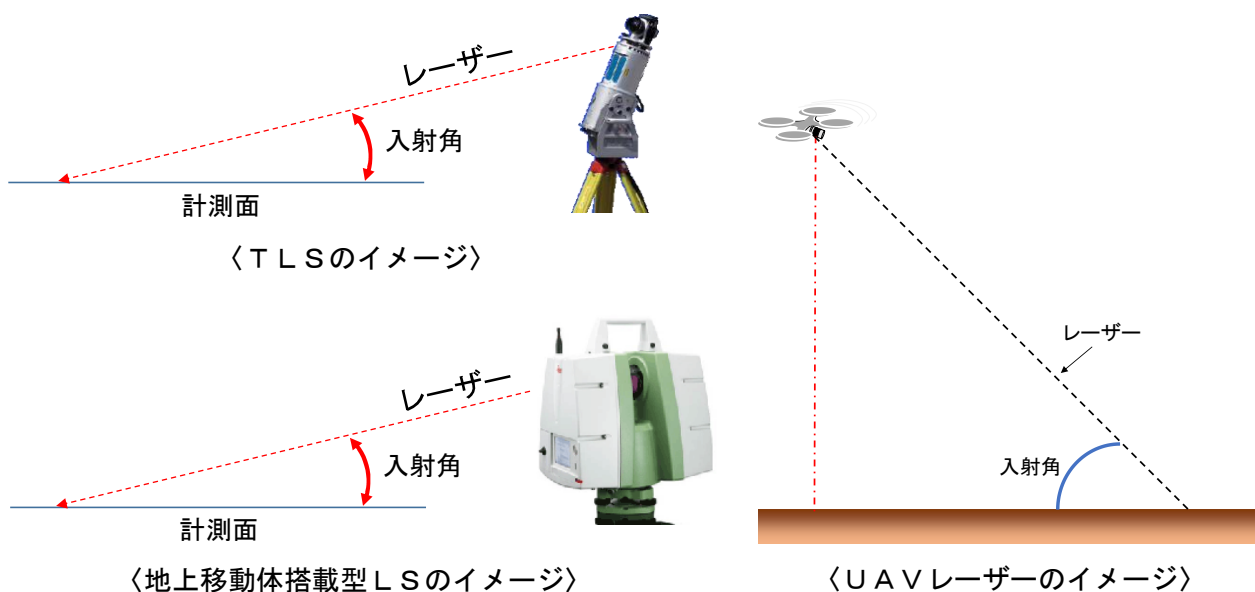 レーザー
入射角
計測面
〈ＴＬＳのイメージ〉
レーザー
入射角
計測面
〈地上移動体搭載型ＬＳのイメージ〉
レーザー
入射角
〈ＵＡＶレーザーのイメージ〉